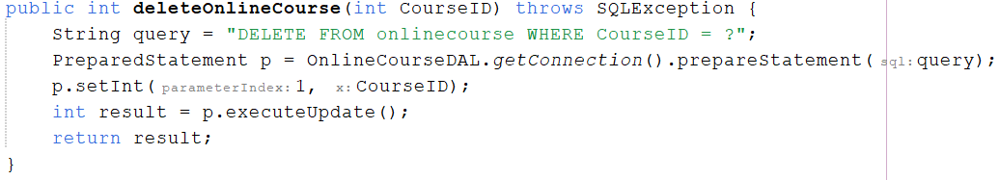 public int deleteOnlineCourse(int CourseID) throws SQLException {
String query = "DELETE FROM onlinecourse WHERE CourseID = ?";
PreparedStatement p = OnlineCourseDAL.getConnection().prepareStatement( sql: query);
p.setInt( parameterIndex: 1,  x: CourseID);
int result = p.executeUpdate();
return result;
}